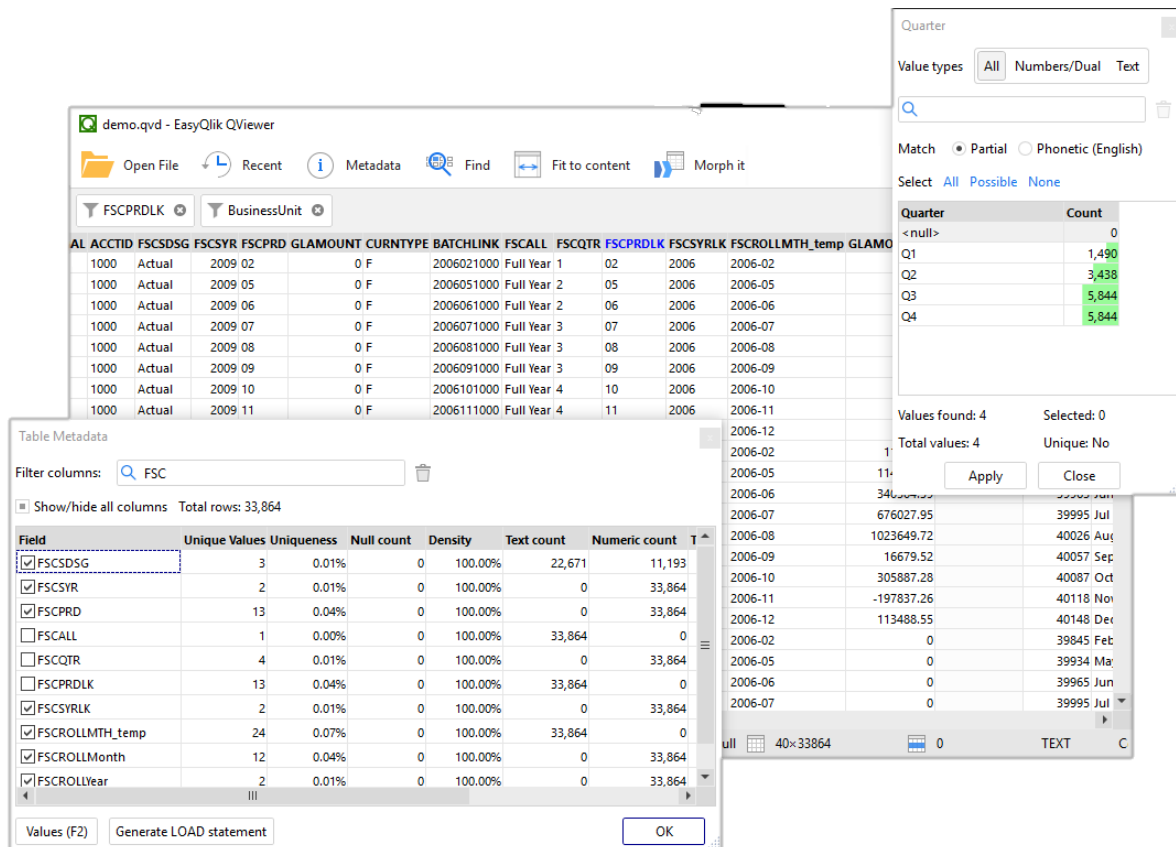 Quarter
Value types All Numbers/Dual Text
Match Partial Phonetic (English)
Select All Possible None
Quarter Count
<null> 0
Q1 1,490
Q2 3,438
Q3 5,844
Q4 5,844
Values found: 4 Selected: 0
Total values: 4 Unique: No
Apply Close
demo.qvd - EasyQlik QViewer
Open File Recent Metadata Find Fit to content Morph it
FSCPRDLK BusinessUnit
AL ACCTID FSCSDSG FSCSYR FSCPRD GLAMOUNT CURNTYPE BATCHLINK FSCALL FSCQTR FSCPRDLK FSCSYRLK FSCROLLMTH_temp GLAMO
1000 Actual 2009 02 0 F 2006021000 Full Year 1 02 2006 2006-02
1000 Actual 2009 05 0 F 2006051000 Full Year 2 05 2006 2006-05
1000 Actual 2009 06 0 F 2006061000 Full Year 2 06 2006 2006-06
1000 Actual 2009 07 0 F 2006071000 Full Year 3 07 2006 2006-07
1000 Actual 2009 08 0 F 2006081000 Full Year 3 08 2006 2006-08
1000 Actual 2009 09 0 F 2006091000 Full Year 3 09 2006 2006-09
1000 Actual 2009 10 0 F 2006101000 Full Year 4 10 2006 2006-10
1000 Actual 2009 11 0 F 2006111000 Full Year 4 11 2006 2006-11
2006-12
2006-02
2006-05
2006-06
2006-07 676027.95 39995 Jul
2006-08 1023649.72 40026 Aug
2006-09 16679.52 40057 Sep
2006-10 305887.28 40087 Oct
2006-11 -197837.26 40118 Nov
2006-12 113488.55 40148 Dec
2006-02 0 39845 Feb
2006-05 0 39934 May
2006-06 0 39965 Jun
2006-07 0 39995 Jul
ull 40×33864 0 TEXT C
Table Metadata
Filter columns: FSC
Show/hide all columns Total rows: 33,864
Field Unique Values Uniqueness Null count Density Text count Numeric count T
FSCSDSG 3 0.01% 0 100.00% 22,671 11,193
FSCSYR 2 0.01% 0 100.00% 0 33,864
FSCPRD 13 0.04% 0 100.00% 0 33,864
FSCALL 1 0.00% 0 100.00% 33,864 0
FSCQTR 4 0.01% 0 100.00% 0 33,864
FSCPRDLK 13 0.04% 0 100.00% 33,864 0
FSCSYRLK 2 0.01% 0 100.00% 0 33,864
FSCROLLMTH_temp 24 0.07% 0 100.00% 33,864 0
FSCROLLMonth 12 0.04% 0 100.00% 0 33,864
FSCROLLYear 2 0.01% 0 100.00% 0 33,864
Values (F2) Generate LOAD statement OK